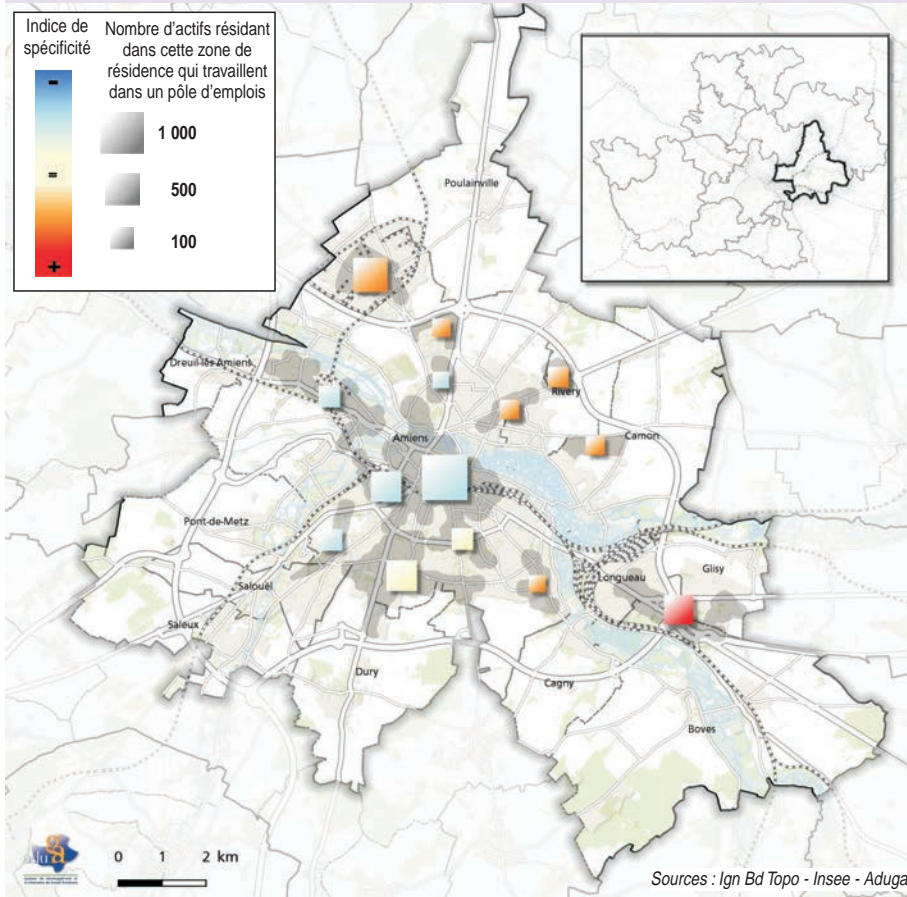 Indice de
spécificité
-
=
+
Nombre d'actifs résidant
dans cette zone de
résidence qui travaillent
dans un pôle d'emplois
1 000
500
100
Poulainville
Dreuil-lès-Amiens
Rivery
Amiens
Camon
Pont-de-Metz
Longueau
Glisy
Salouël
Saleux
Dury
Cagny
Boves
0 1 2 km
Sources : Ign Bd Topo - Insee - Aduga